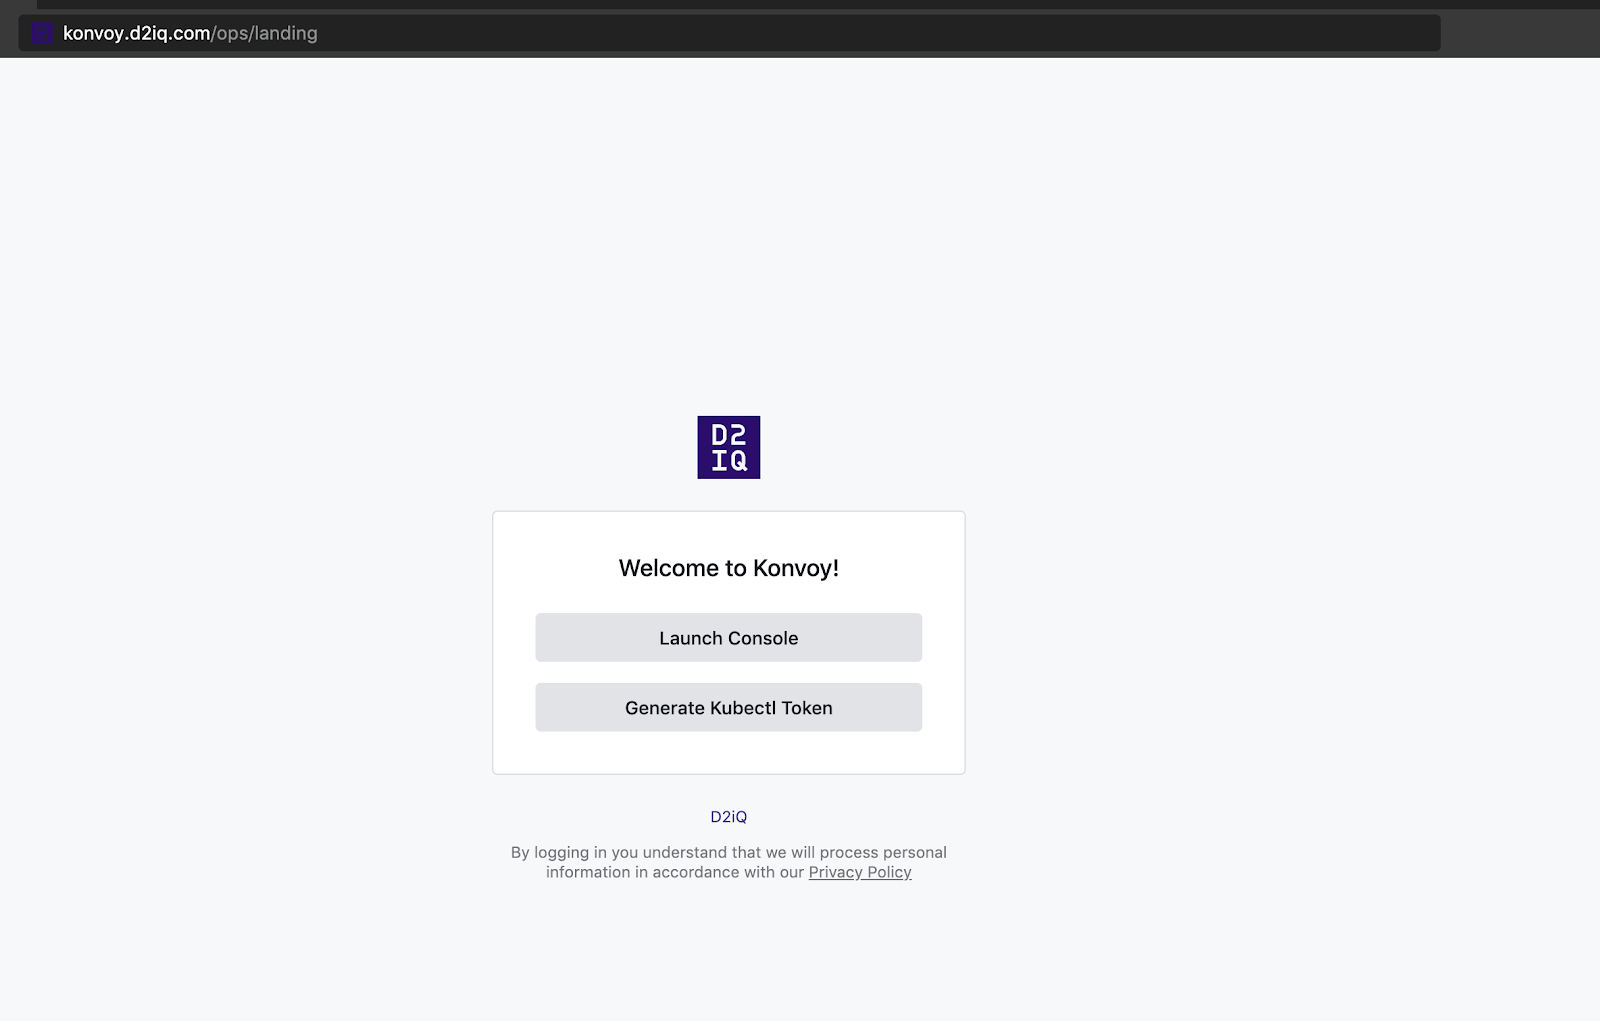 konvoy.d2iq.com/ops/landing
D2
IQ
Welcome to Konvoy!
Launch Console
Generate Kubectl Token
D2iQ
By logging in you understand that we will process personal
information in accordance with our Privacy Policy